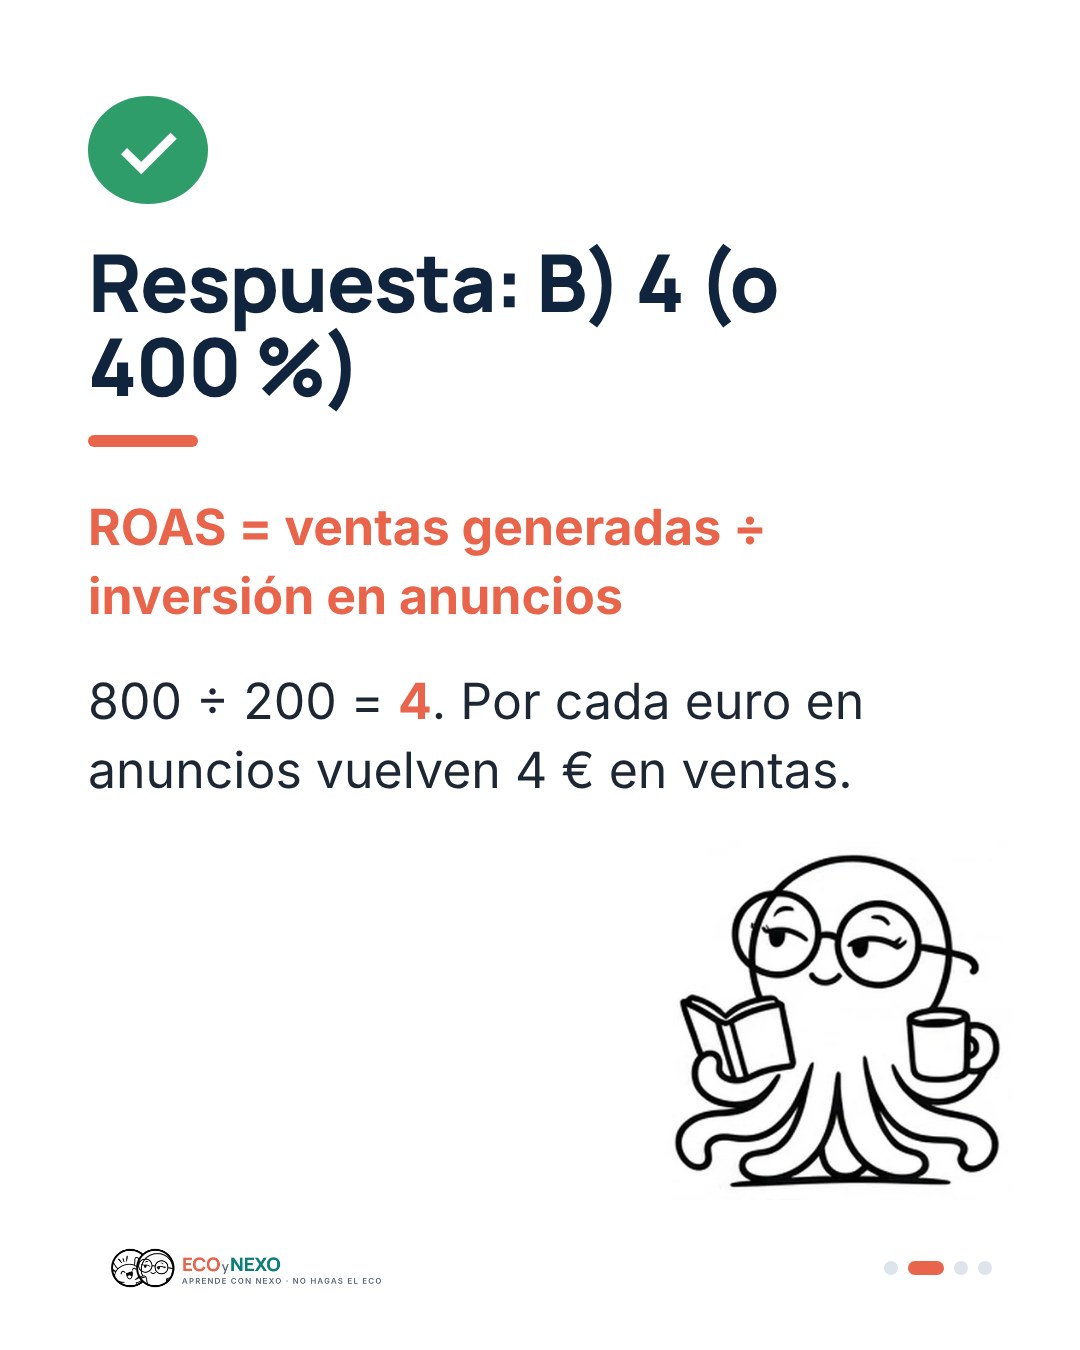 Respuesta: B) 4 (o
400 %)
ROAS = ventas generadas ÷
inversión en anuncios
800 ÷ 200 = 4. Por cada euro en
anuncios vuelven 4 € en ventas.
ECOyNEXO
APRENDE CON NEXO · NO HAGAS EL ECO